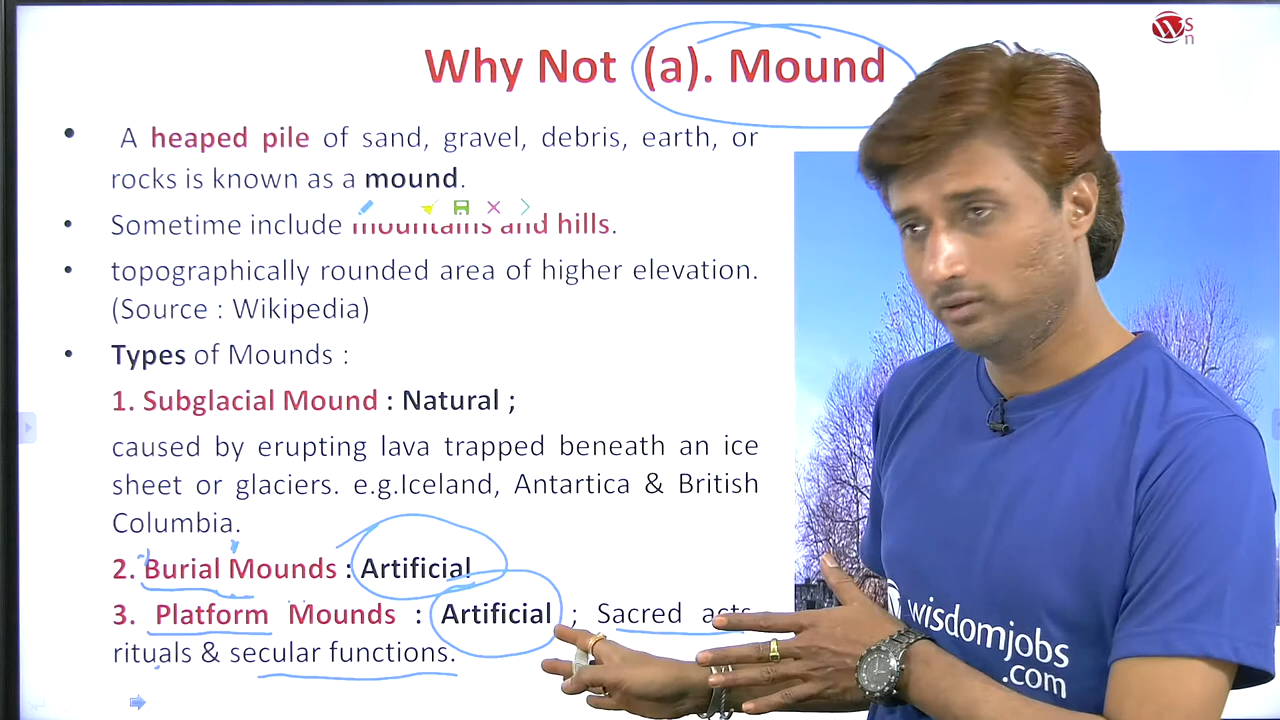 Why Not (a). Mound
W S
n
• A heaped pile of sand, gravel, debris, earth, or
rocks is known as a mound.
• Sometime include mountains and hills.
• topographically rounded area of higher elevation.
(Source : Wikipedia)
• Types of Mounds :
1. Subglacial Mound : Natural ;
caused by erupting lava trapped beneath an ice
sheet or glaciers. e.g.Iceland, Antartica & British
Columbia.
2. Burial Mounds : Artificial
3. Platform Mounds : Artificial ; Sacred acts
rituals & secular functions.
wisdomjobs
.com